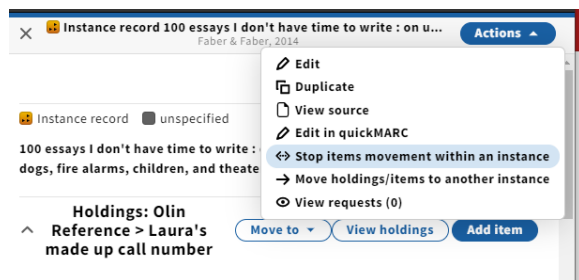 Instance record 100 essays I don't have time to write : on u...
Faber & Faber, 2014
Actions
Edit
Duplicate
View source
Edit in quickMARC
Stop items movement within an instance
Move holdings/items to another instance
View requests (0)
Instance record unspecified
100 essays I don't have time to write :
dogs, fire alarms, children, and theate
Holdings: Olin
Reference > Laura's
made up call number
Move to
View holdings
Add item